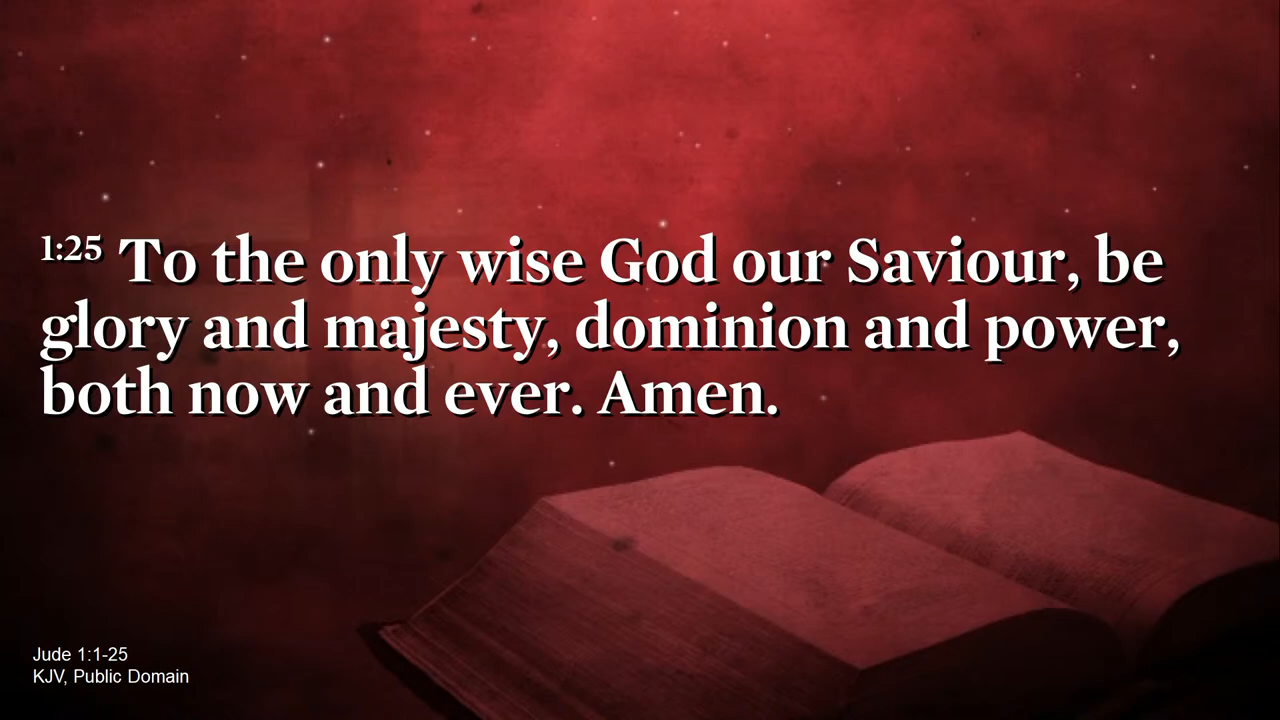 1:25 To the only wise God our Saviour, be
glory and majesty, dominion and power,
both now and ever. Amen.
Jude 1:1-25
KJV, Public Domain